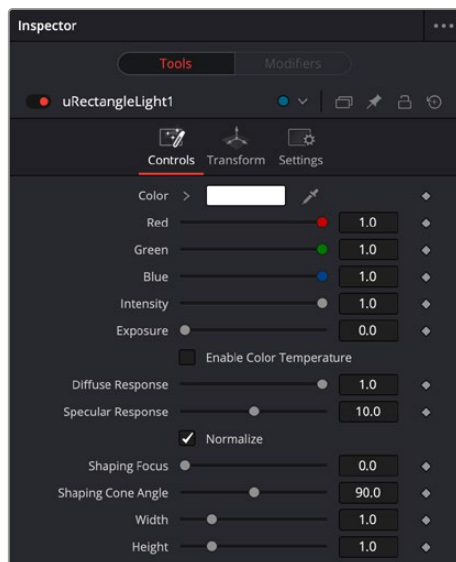 Inspector
Tools Modifiers
uRectangleLight1
Controls Transform Settings
Color
Red 1.0
Green 1.0
Blue 1.0
Intensity 1.0
Exposure 0.0
Enable Color Temperature
Diffuse Response 1.0
Specular Response 10.0
Normalize
Shaping Focus 0.0
Shaping Cone Angle 90.0
Width 1.0
Height 1.0